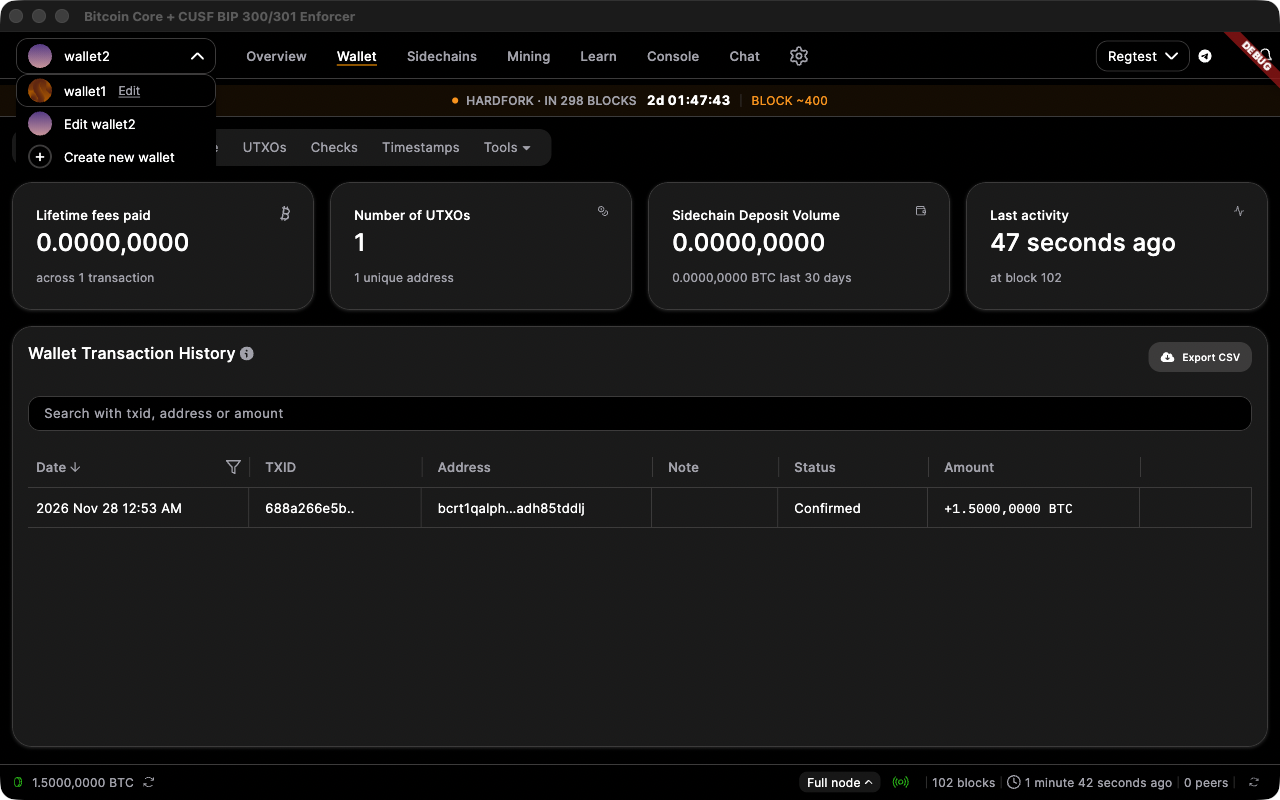 Bitcoin Core + CUSF BIP 300/301 Enforcer
wallet2
Overview
Wallet
Sidechains
Mining
Learn
Console
Chat
Regtest
DEBUG
wallet1 Edit
Edit wallet2
Create new wallet
HARDFORK · IN 298 BLOCKS 2d 01:47:43 BLOCK ~400
UTXOs
Checks
Timestamps
Tools
Lifetime fees paid
0.0000,0000
across 1 transaction
Number of UTXOs
1
1 unique address
Sidechain Deposit Volume
0.0000,0000
0.0000,0000 BTC last 30 days
Last activity
47 seconds ago
at block 102
Wallet Transaction History
Export CSV
Search with txid, address or amount
Date TXID Address Note Status Amount
2026 Nov 28 12:53 AM 688a266e5b.. bcrt1qalph...adh85tddlj Confirmed +1.5000,0000 BTC
1.5000,0000 BTC
Full node
102 blocks
1 minute 42 seconds ago
0 peers